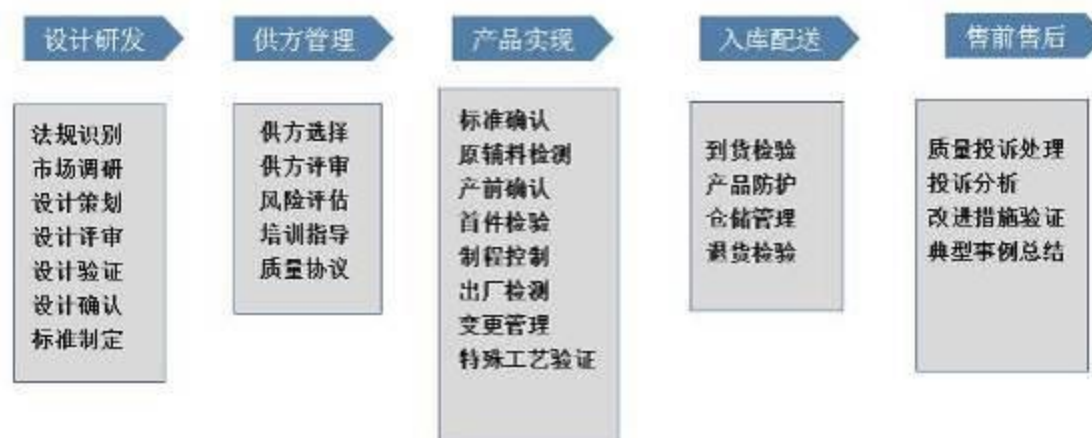 设计研发
供方管理
产品实现
入库配送
售前售后
法规识别
市场调研
设计策划
设计评审
设计验证
设计确认
标准制定
供方选择
供方评审
风险评估
培训指导
质量协议
标准确认
原辅料检测
产前确认
首件检验
制程控制
出厂检测
变更管理
特殊工艺验证
到货检验
产品防护
仓储管理
退货检验
质量投诉处理
投诉分析
改进措施验证
典型事例总结